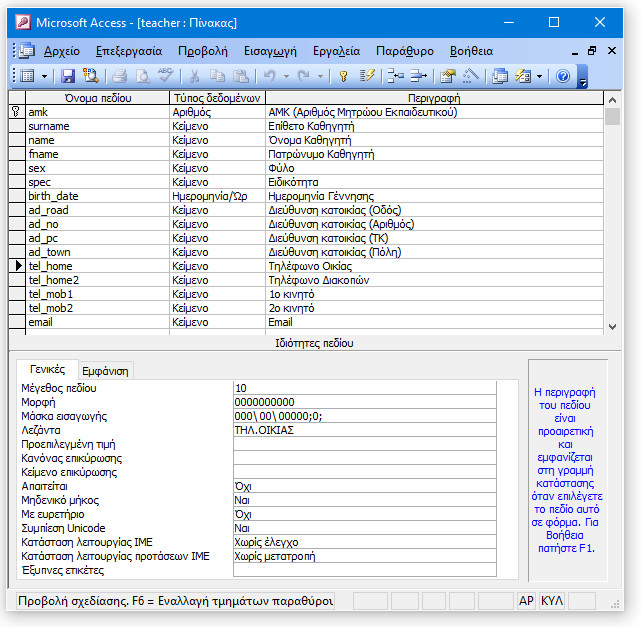 Microsoft Access - [teacher : Πίνακας]
Αρχείο Επεξεργασία Προβολή Εισαγωγή Εργαλεία Παράθυρο Βοήθεια
Όνομα πεδίου Τύπος δεδομένων Περιγραφή
amk Αριθμός ΑΜΚ (Αριθμός Μητρώου Εκπαιδευτικού)
surname Κείμενο Επίθετο Καθηγητή
name Κείμενο Όνομα Καθηγητή
fname Κείμενο Πατρώνυμο Καθηγητή
sex Κείμενο Φύλο
spec Κείμενο Ειδικότητα
birth_date Ημερομηνία/Ώρ Ημερομηνία Γέννησης
ad_road Κείμενο Διεύθυνση κατοικίας (Οδός)
ad_no Κείμενο Διεύθυνση κατοικίας (Αριθμός)
ad_pc Κείμενο Διεύθυνση κατοικίας (ΤΚ)
ad_town Κείμενο Διεύθυνση κατοικίας (Πόλη)
tel_home Κείμενο Τηλέφωνο Οικίας
tel_home2 Κείμενο Τηλέφωνο Διακοπών
tel_mob1 Κείμενο 1ο κινητό
tel_mob2 Κείμενο 2ο κινητό
email Κείμενο Email
Ιδιότητες πεδίου
Γενικές Εμφάνιση
Μέγεθος πεδίου 10
Μορφή 0000000000
Μάσκα εισαγωγής 000\ 00\ 00000;0;
Λεζάντα ΤΗΛ.ΟΙΚΙΑΣ
Προεπιλεγμένη τιμή
Κανόνας επικύρωσης
Κείμενο επικύρωσης
Απαιτείται Όχι
Μηδενικό μήκος Ναι
Με ευρετήριο Όχι
Συμπίεση Unicode Ναι
Κατάσταση λειτουργίας IME Χωρίς έλεγχο
Κατάσταση λειτουργίας προτάσεων IME Χωρίς μετατροπή
Έξυπνες ετικέτες
Η περιγραφή
του πεδίου
είναι
προαιρετική
και
εμφανίζεται
στη γραμμή
κατάστασης
όταν επιλέγετε
το πεδίο αυτό
σε φόρμα. Για
Βοήθεια
πατήστε F1.
Προβολή σχεδίασης. F6 = Εναλλαγή τμημάτων παραθύρου ΑΡ ΚΥΛ